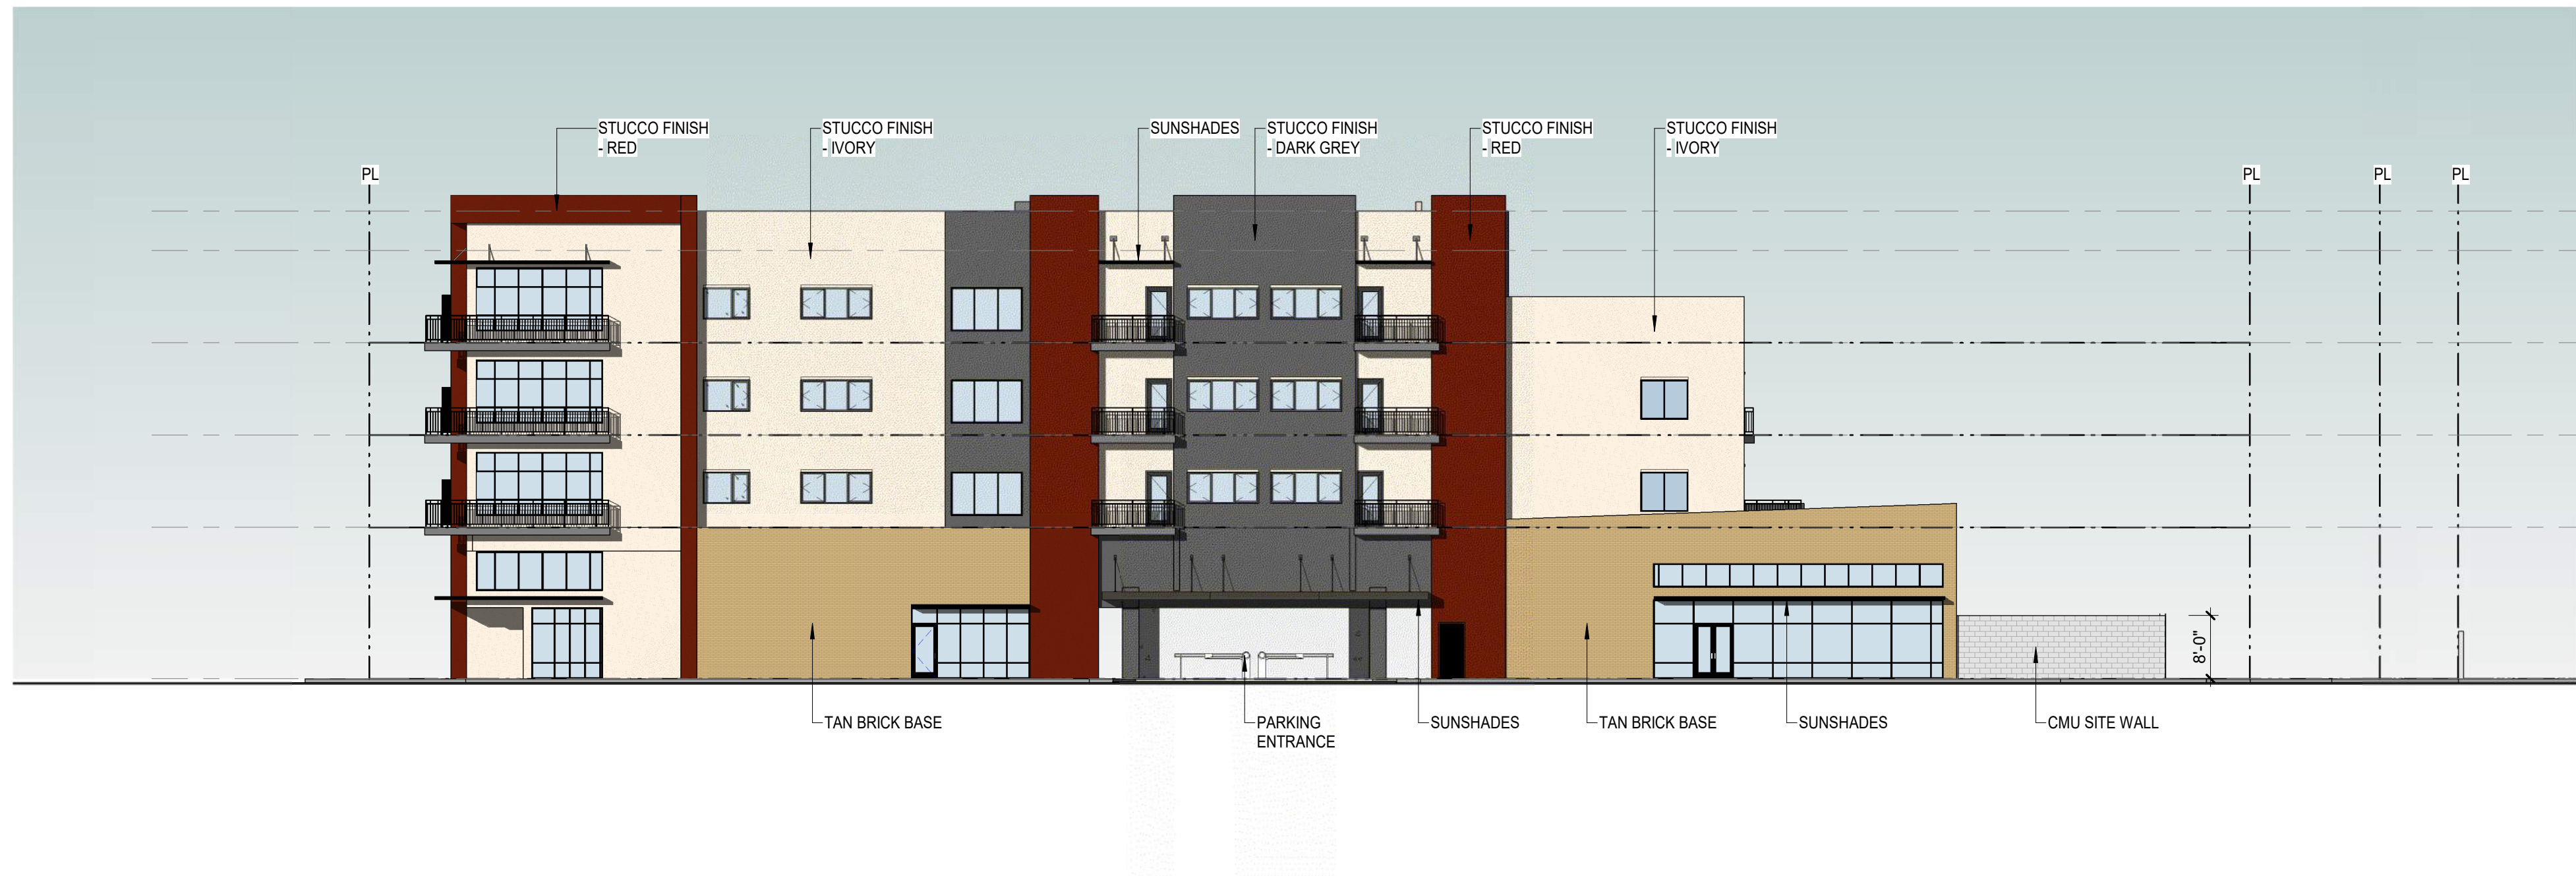 STUCCO FINISH
- RED
STUCCO FINISH
- IVORY
SUNSHADES
STUCCO FINISH
- DARK GREY
STUCCO FINISH
- RED
STUCCO FINISH
- IVORY
PL
PL
PL
PL
8'-0"
TAN BRICK BASE
PARKING
ENTRANCE
SUNSHADES
TAN BRICK BASE
SUNSHADES
CMU SITE WALL